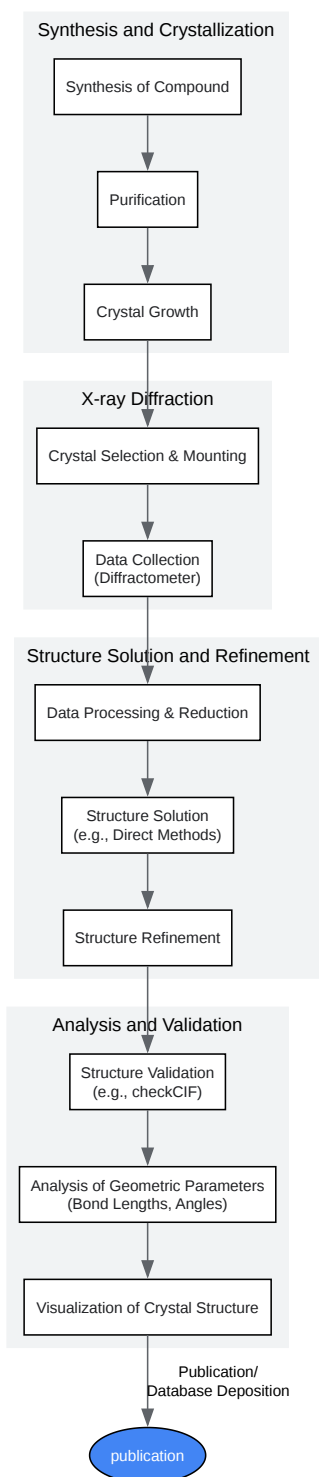 Synthesis and Crystallization
Synthesis of Compound
Purification
Crystal Growth
X-ray Diffraction
Crystal Selection & Mounting
Data Collection
(Diffractometer)
Structure Solution and Refinement
Data Processing & Reduction
Structure Solution
(e.g., Direct Methods)
Structure Refinement
Analysis and Validation
Structure Validation
(e.g., checkCIF)
Analysis of Geometric Parameters
(Bond Lengths, Angles)
Visualization of Crystal Structure
Publication/
Database Deposition
publication